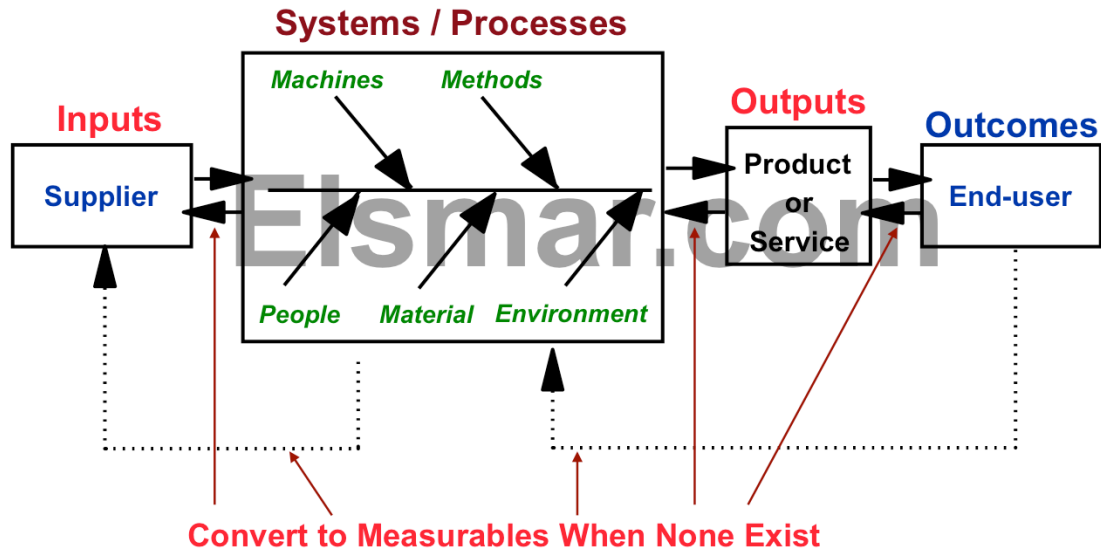 Systems / Processes
Machines
Methods
Inputs
Outputs
Outcomes
Supplier
Product
or
Service
End-user
Elsmar.com
People
Material
Environment
Convert to Measurables When None Exist